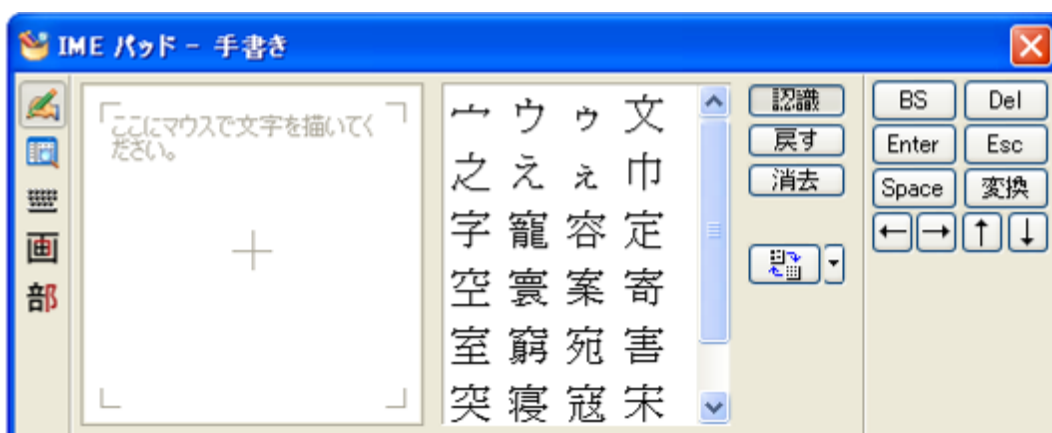 IME パッド - 手書き
ここにマウスで文字を描いてく
ださい。
画
部
亠 ウ ゥ 文
之 え ぇ 巾
字 寵 容 定
空 寰 案 寄
室 窮 宛 害
突 寝 寇 宋
認識
戻す
消去
BS Del
Enter Esc
Space 変換
← → ↑ ↓